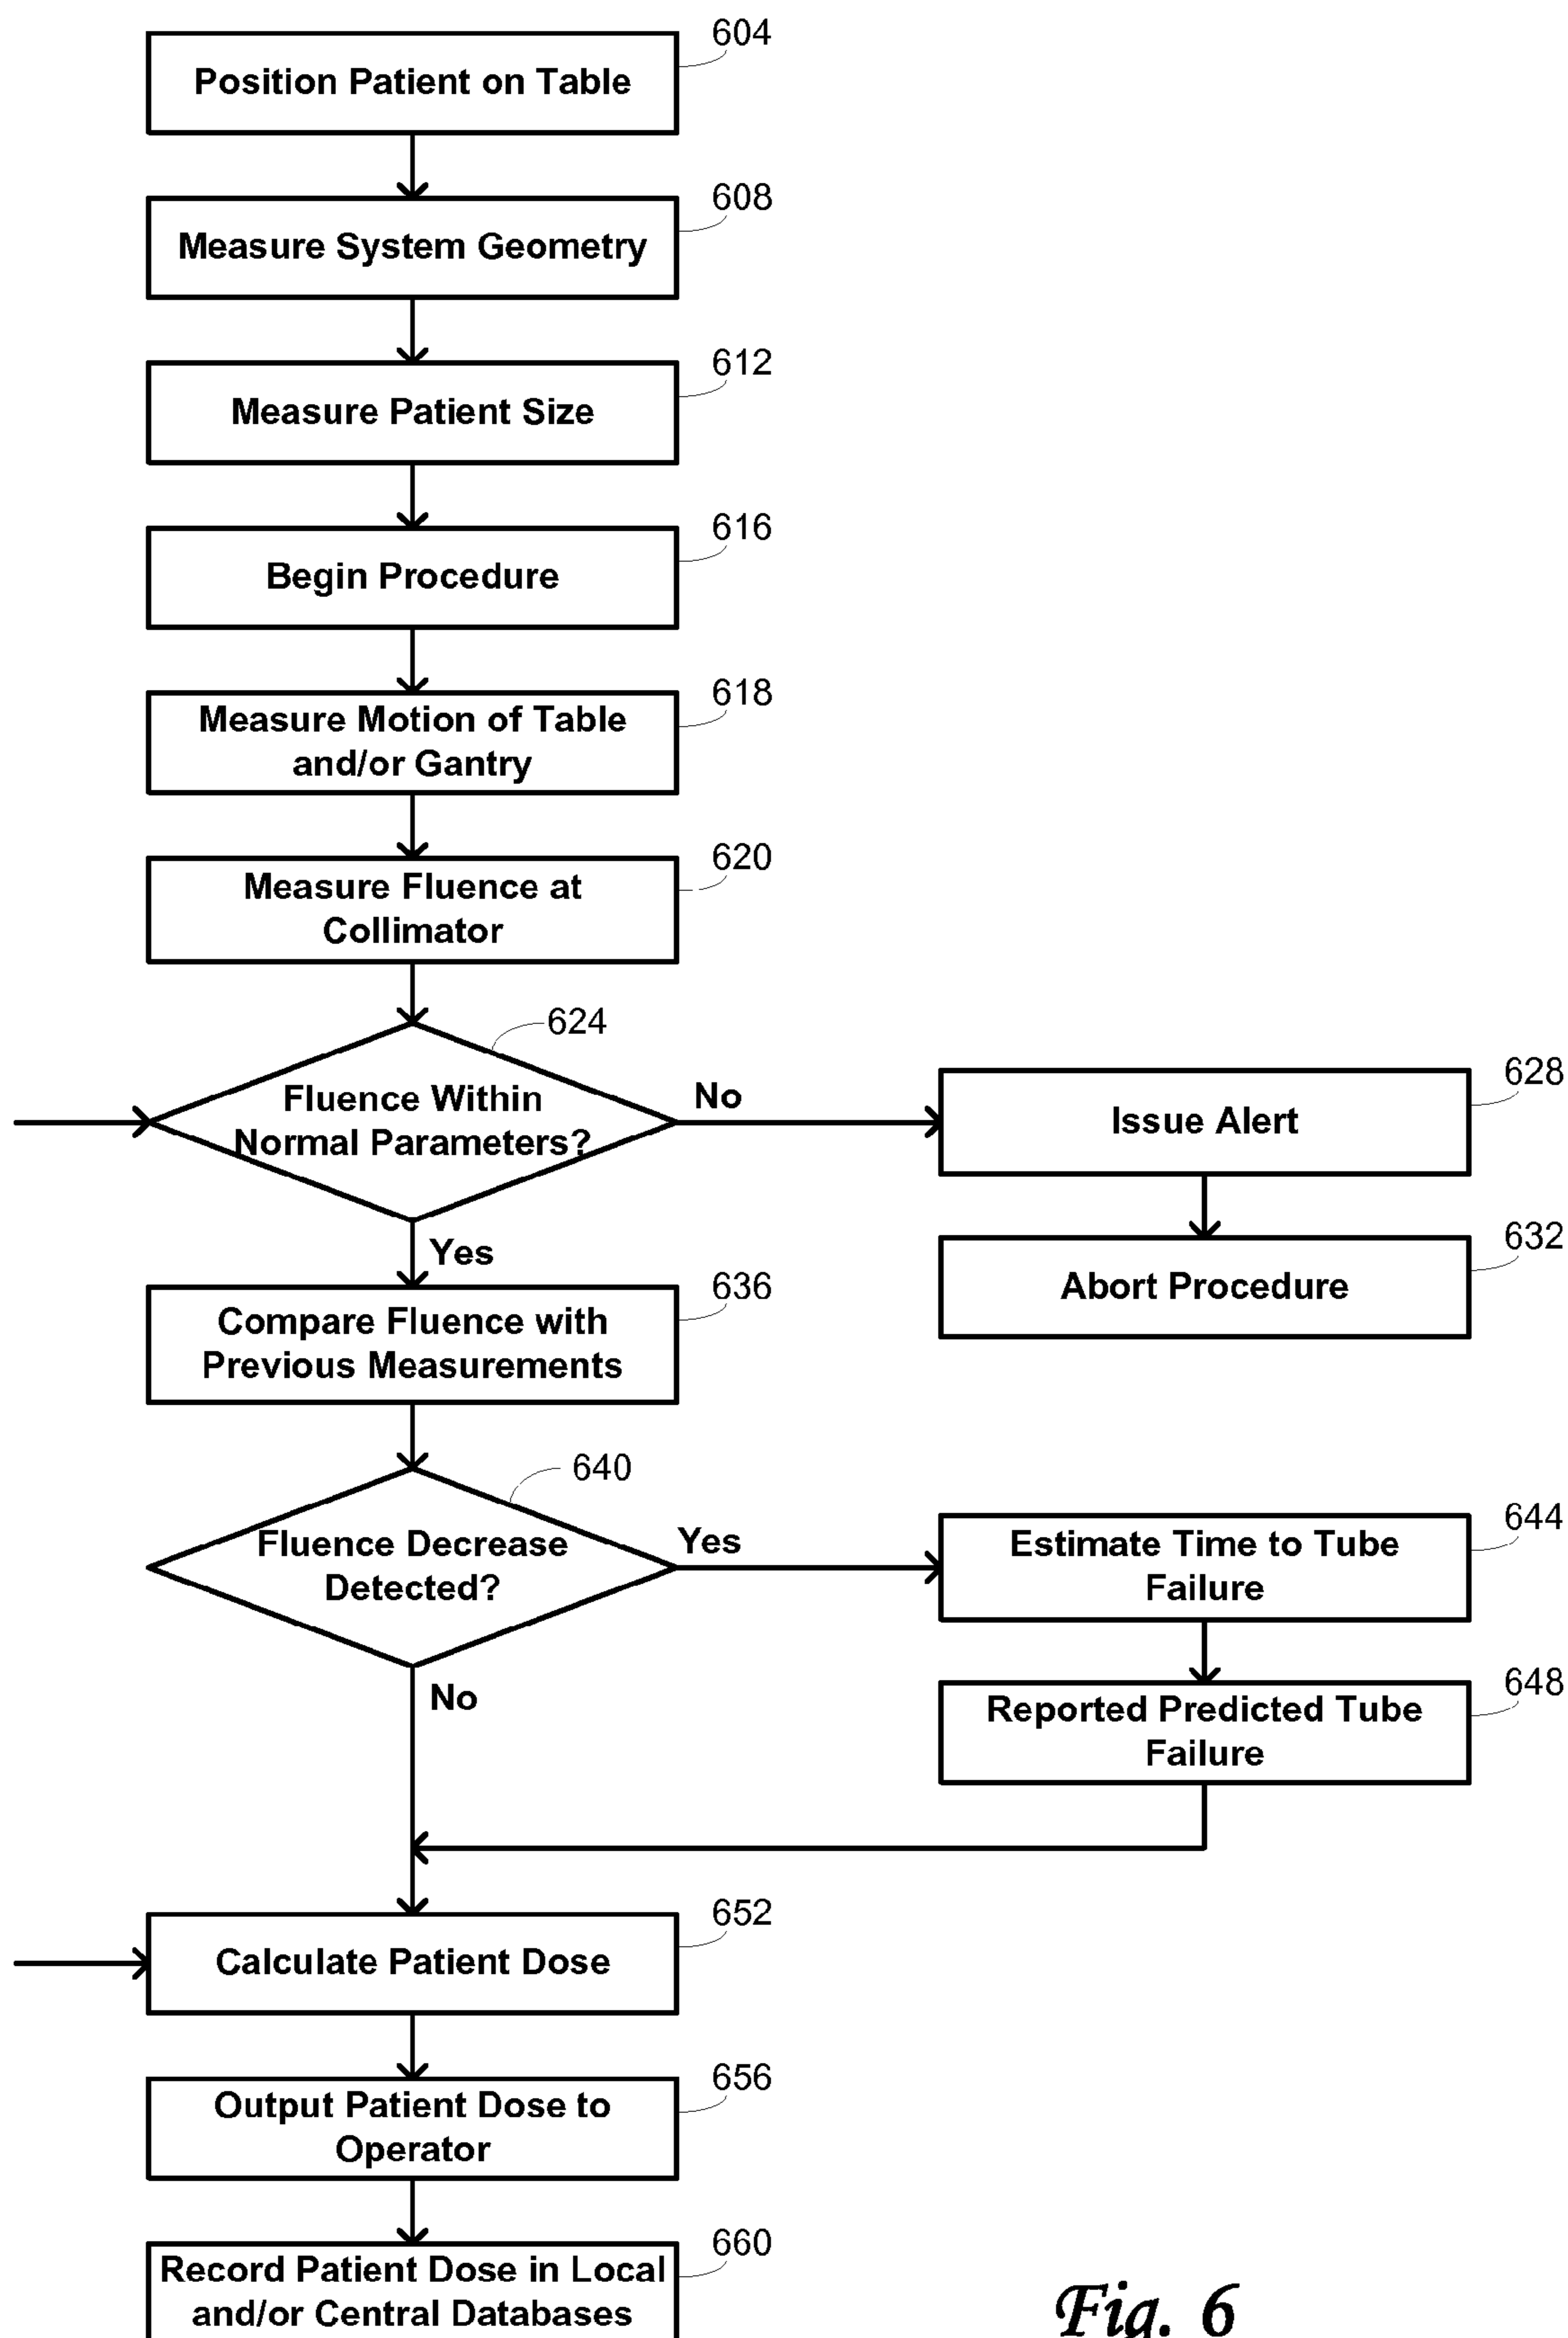 604
Position Patient on Table
608
Measure System Geometry
612
Measure Patient Size
616
Begin Procedure
618
Measure Motion of Table
and/or Gantry
620
Measure Fluence at
Collimator
624
Fluence Within
Normal Parameters?
No
628
Issue Alert
632
Abort Procedure
Yes
636
Compare Fluence with
Previous Measurements
640
Fluence Decrease
Detected?
Yes
644
Estimate Time to Tube
Failure
648
Reported Predicted Tube
Failure
No
652
Calculate Patient Dose
656
Output Patient Dose to
Operator
660
Record Patient Dose in Local
and/or Central Databases
Fig. 6